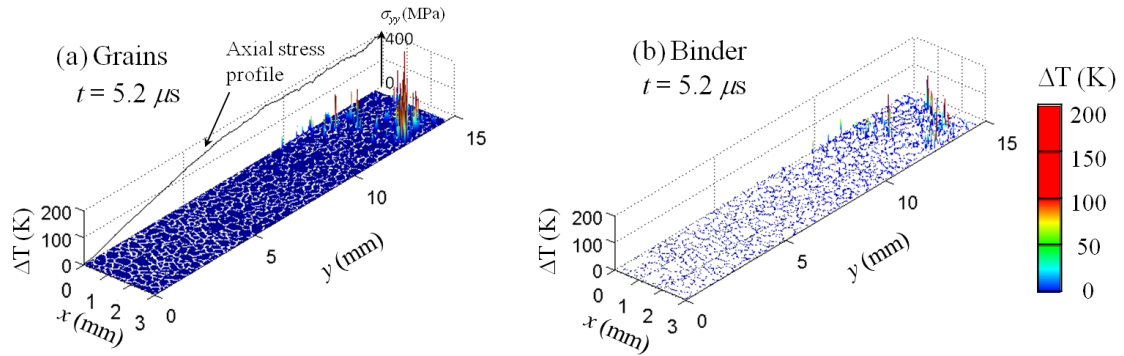 (a) Grains
t = 5.2 μs
Axial stress
profile
σyy (MPa)
400
0
ΔT (K)
200
100
0
0
1
2
3
x (mm)
0
5
10
15
y (mm)
(b) Binder
t = 5.2 μs
ΔT (K)
200
100
0
0
1
2
3
x (mm)
0
5
10
15
y (mm)
ΔT (K)
200
150
100
50
0